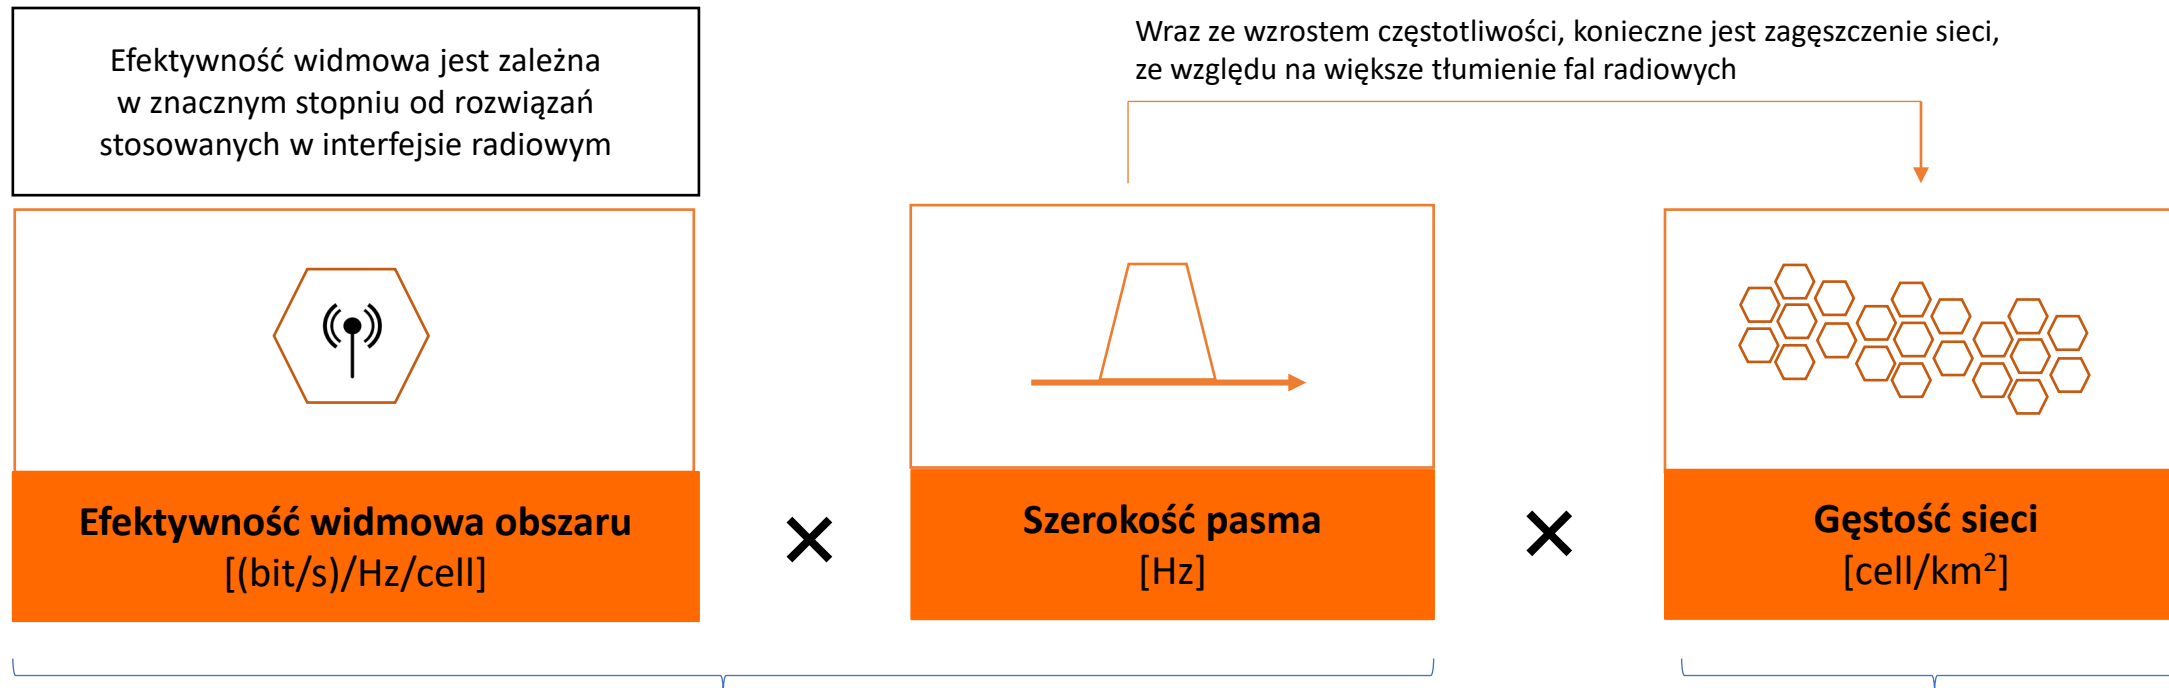 Efektywność widmowa jest zależna
w znacznym stopniu od rozwiązań
stosowanych w interfejsie radiowym
Wraz ze wzrostem częstotliwości, konieczne jest zagęszczenie sieci,
ze względu na większe tłumienie fal radiowych
Efektywność widmowa obszaru
[(bit/s)/Hz/cell]
×
Szerokość pasma
[Hz]
×
Gęstość sieci
[cell/km²]